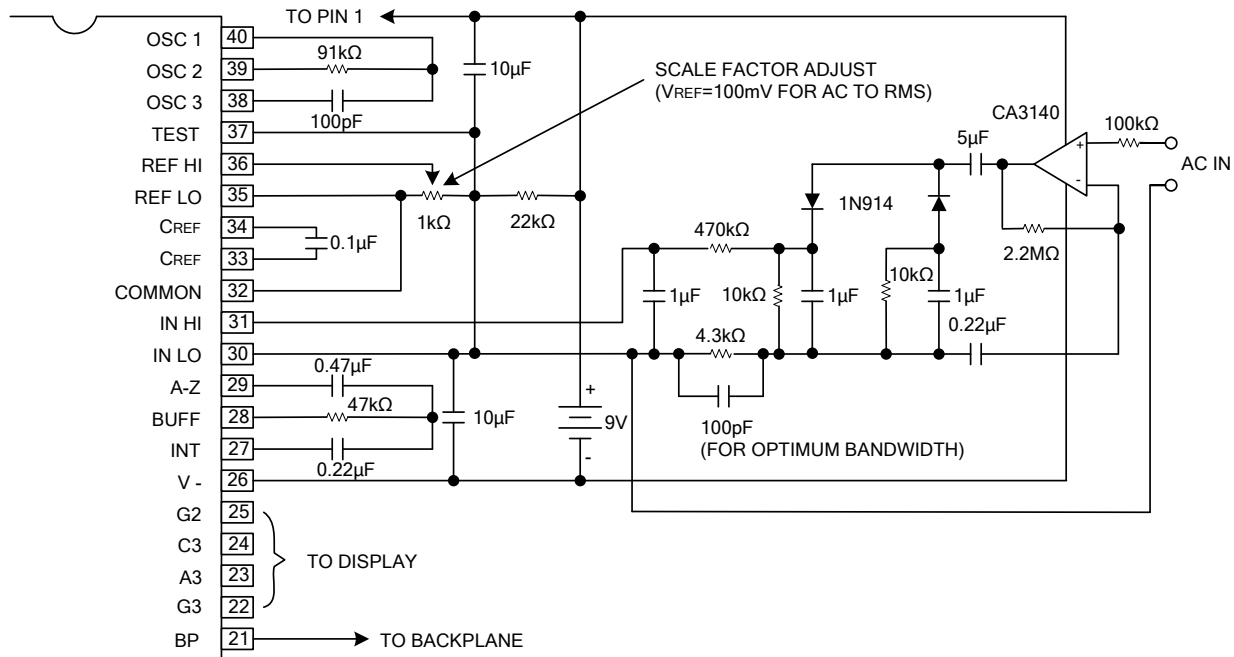 TO PIN 1
OSC 1 40
OSC 2 39
OSC 3 38
TEST 37
REF HI 36
REF LO 35
CREF 34
CREF 33
COMMON 32
IN HI 31
IN LO 30
A-Z 29
BUFF 28
INT 27
V - 26
G2 25
C3 24
A3 23
G3 22
BP 21
91kΩ
100pF
10µF
SCALE FACTOR ADJUST
(VREF=100mV FOR AC TO RMS)
1kΩ
22kΩ
0.1µF
CA3140
5µF
+
-
100kΩ
AC IN
1N914
2.2MΩ
470kΩ
1µF
10kΩ
1µF
10kΩ
1µF
0.22µF
4.3kΩ
100pF
(FOR OPTIMUM BANDWIDTH)
0.47µF
47kΩ
0.22µF
10µF
+
9V
-
TO DISPLAY
TO BACKPLANE